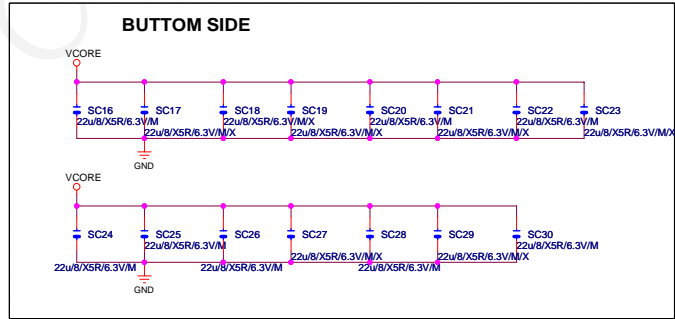 BUTTOM SIDE
VCORE
SC16 SC17 SC18 SC19 SC20 SC21 SC22 SC23
22u/8/X5R/6.3V/M 22u/8/X5R/6.3V/M/X 22u/8/X5R/6.3V/M 22u/8/X5R/6.3V/M
22u/8/X5R/6.3V/M/X 22u/8/X5R/6.3V/M/X 22u/8/X5R/6.3V/M/X 22u/8/X5R/6.3V/M/X
GND
VCORE
SC24 SC25 SC26 SC27 SC28 SC29 SC30
22u/8/X5R/6.3V/M 22u/8/X5R/6.3V/M
22u/8/X5R/6.3V/M/X 22u/8/X5R/6.3V/M/X
22u/8/X5R/6.3V/M 22u/8/X5R/6.3V/M 22u/8/X5R/6.3V/M
GND